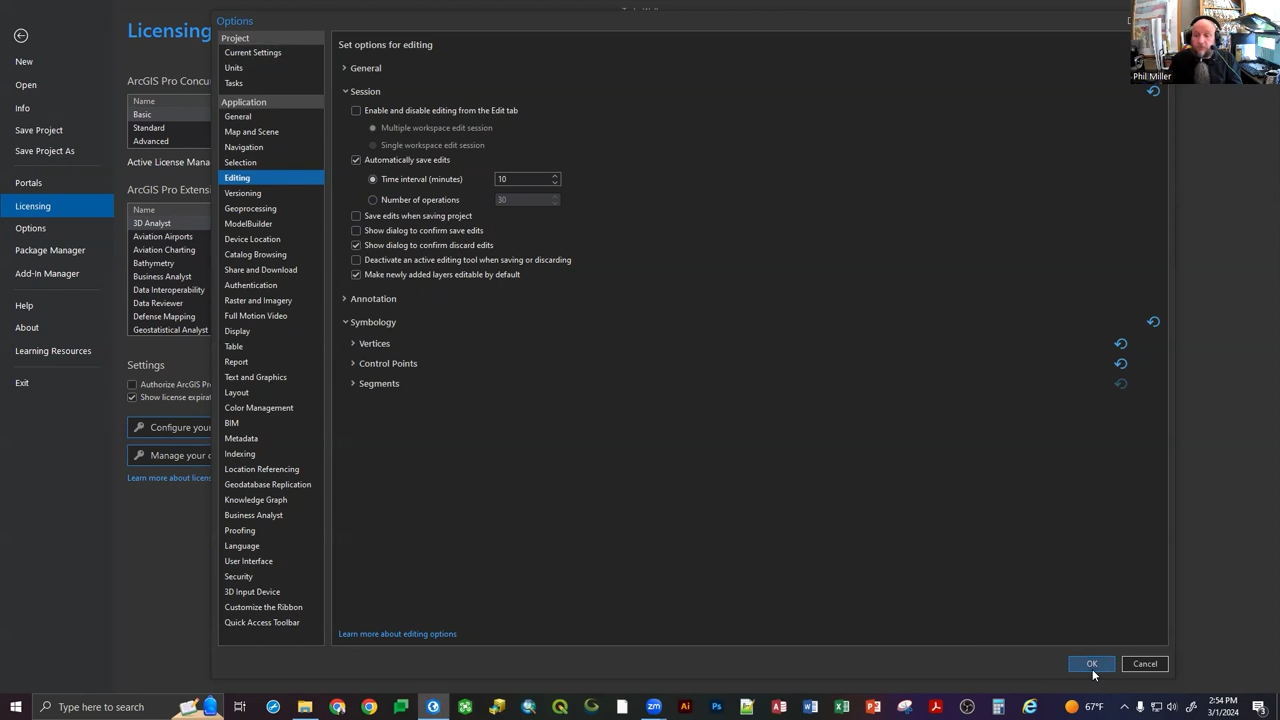 Licensing
New
Open
Info
Save Project
Save Project As
Portals
Licensing
Options
Package Manager
Add-In Manager
Help
About
Learning Resources
Exit
ArcGIS Pro Concur
Name
Basic
Standard
Advanced
Active License Mana
ArcGIS Pro Extens
Name
3D Analyst
Aviation Airports
Aviation Charting
Bathymetry
Business Analyst
Data Interoperability
Data Reviewer
Defense Mapping
Geostatistical Analyst
Settings
Authorize ArcGIS Pr
Show license expirat
Configure your
Manage your o
Learn more about licens
Options
Project
Current Settings
Units
Tasks
Application
General
Map and Scene
Navigation
Selection
Editing
Versioning
Geoprocessing
ModelBuilder
Device Location
Catalog Browsing
Share and Download
Authentication
Raster and Imagery
Full Motion Video
Display
Table
Report
Text and Graphics
Layout
Color Management
BIM
Metadata
Indexing
Location Referencing
Geodatabase Replication
Knowledge Graph
Business Analyst
Proofing
Language
User Interface
Security
3D Input Device
Customize the Ribbon
Quick Access Toolbar
Set options for editing
General
Session
Enable and disable editing from the Edit tab
Multiple workspace edit session
Single workspace edit session
Automatically save edits
Time interval (minutes) 10
Number of operations 30
Save edits when saving project
Show dialog to confirm save edits
Show dialog to confirm discard edits
Deactivate an active editing tool when saving or discarding
Make newly added layers editable by default
Annotation
Symbology
Vertices
Control Points
Segments
Learn more about editing options
OK Cancel
Phil Miller
Type here to search
67°F
2:54 PM
3/1/2024